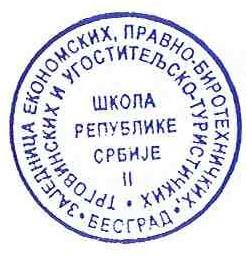 ЗАЈЕДНИЦА ЕКОНОМСКИХ, ПРАВНО-БИРОТЕХНИЧКИХ,
ТРГОВИНСКИХ И УГОСТИТЕЉСКО-ТУРИСТИЧКИХ
ШКОЛА
РЕПУБЛИКЕ
СРБИЈЕ
II
• БЕОГРАД •